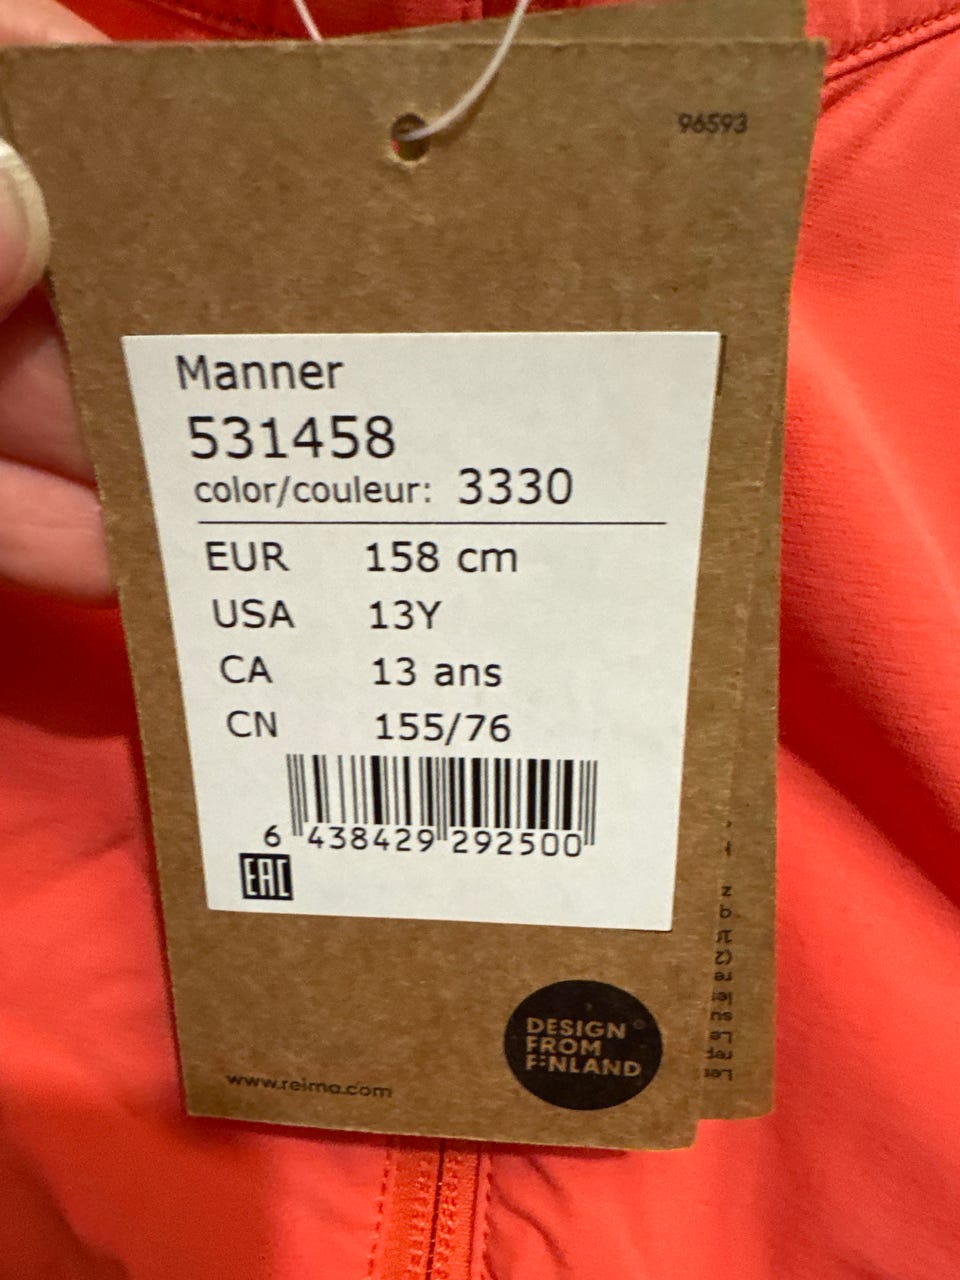 96593
Manner
531458
color/couleur: 3330
EUR 158 cm
USA 13Y
CA 13 ans
CN 155/76
6 438429 292500
EAC
DESIGN
FROM
FINLAND
www.reima.com